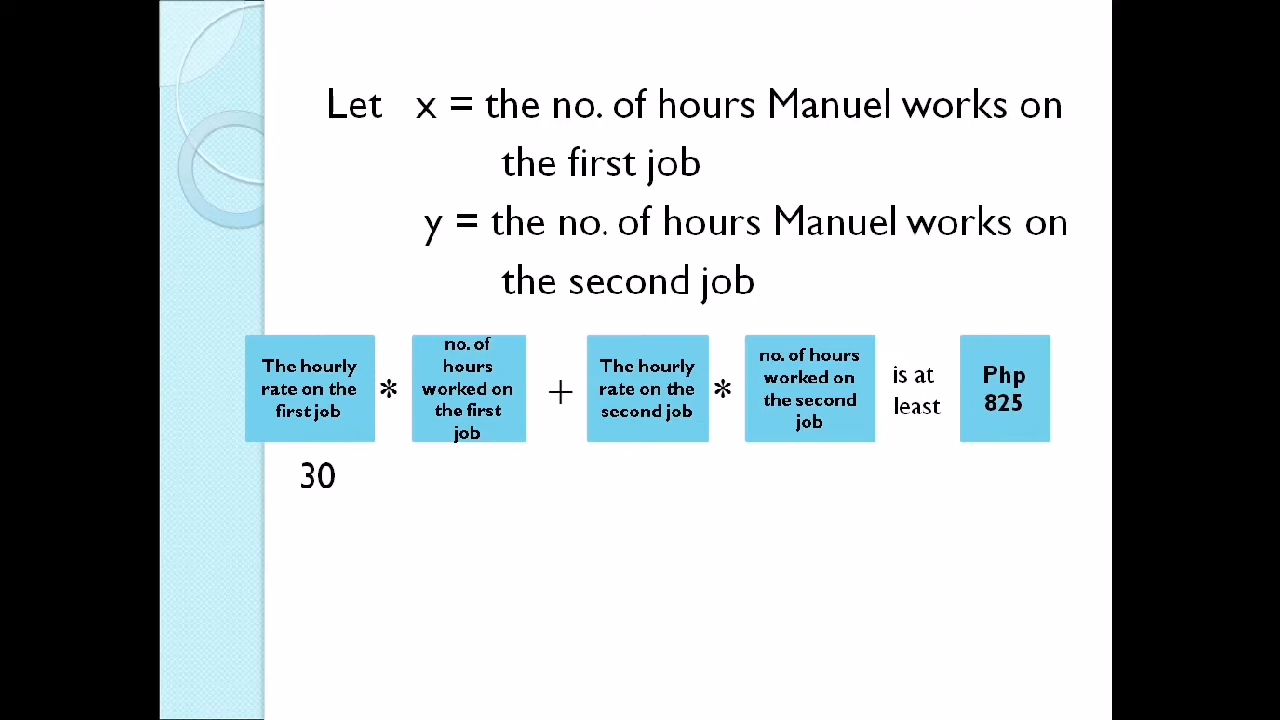 Let x = the no. of hours Manuel works on
the first job
y = the no. of hours Manuel works on
the second job
The hourly
rate on the
first job
*
no. of
hours
worked on
the first
job
+
The hourly
rate on the
second job
*
no. of hours
worked on
the second
job
is at
least
Php
825
30